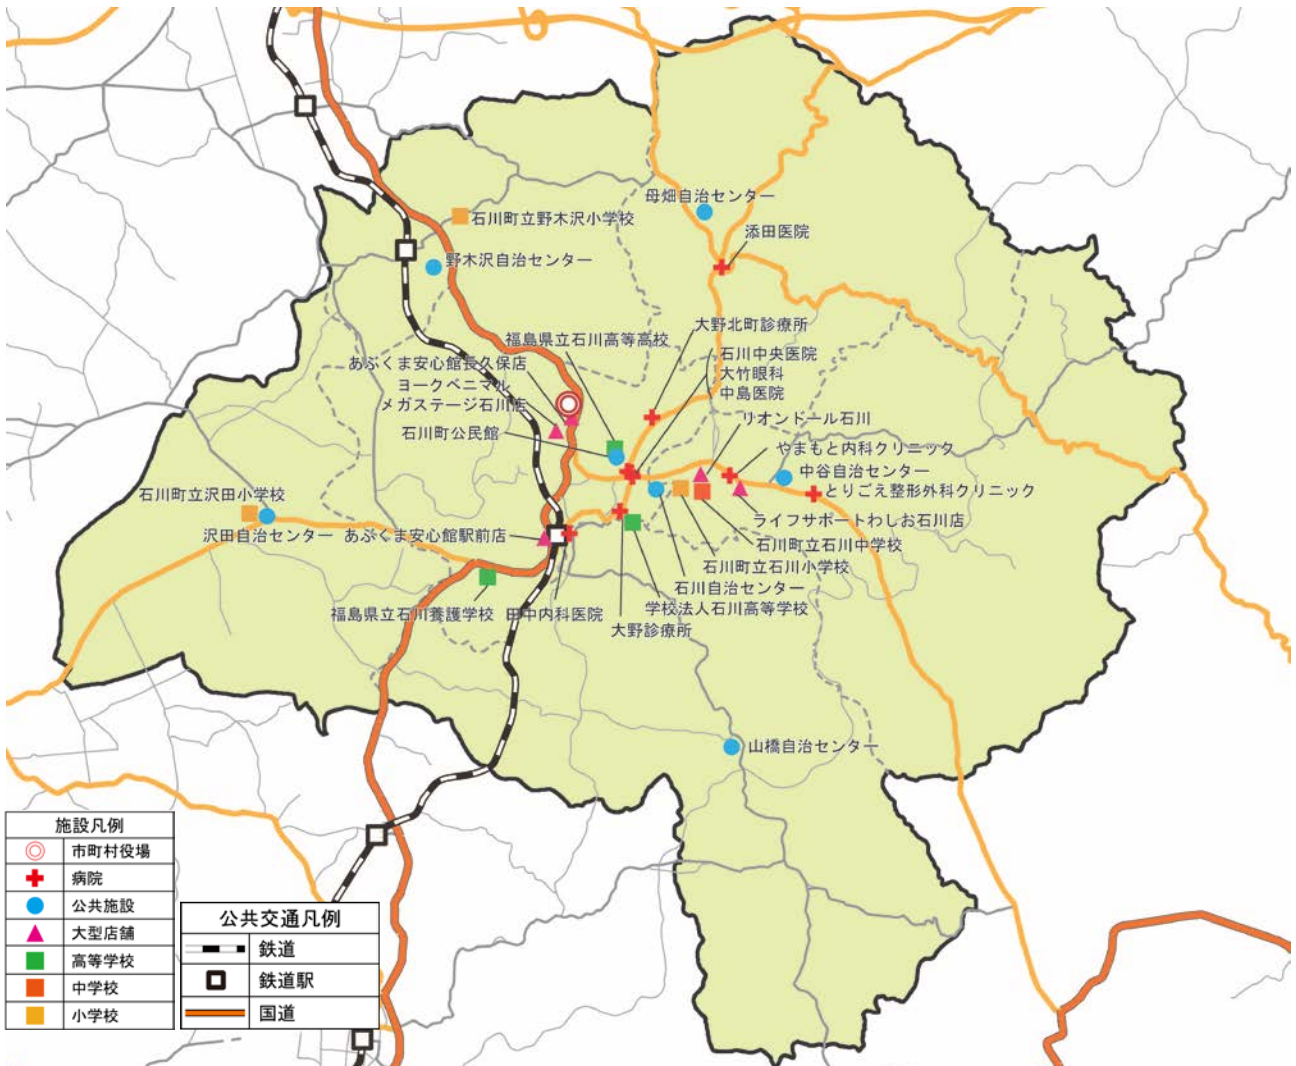 母畑自治センター
石川町立野木沢小学校
添田医院
野木沢自治センター
大野北町診療所
福島県立石川高等高校
石川中央医院
あぶくま安心館長久保店
大竹眼科
ヨークベニマル
メガステージ石川店
中島医院
リオンドール石川
石川町公民館
やまもと内科クリニック
中谷自治センター
石川町立沢田小学校
とりごえ整形外科クリニック
ライフサポートわしお石川店
沢田自治センター
あぶくま安心館駅前店
石川町立石川中学校
石川町立石川小学校
石川自治センター
福島県立石川養護学校
田中内科医院
学校法人石川高等学校
大野診療所
山橋自治センター
施設凡例
市町村役場
病院
公共施設
大型店舗
高等学校
中学校
小学校
公共交通凡例
鉄道
鉄道駅
国道